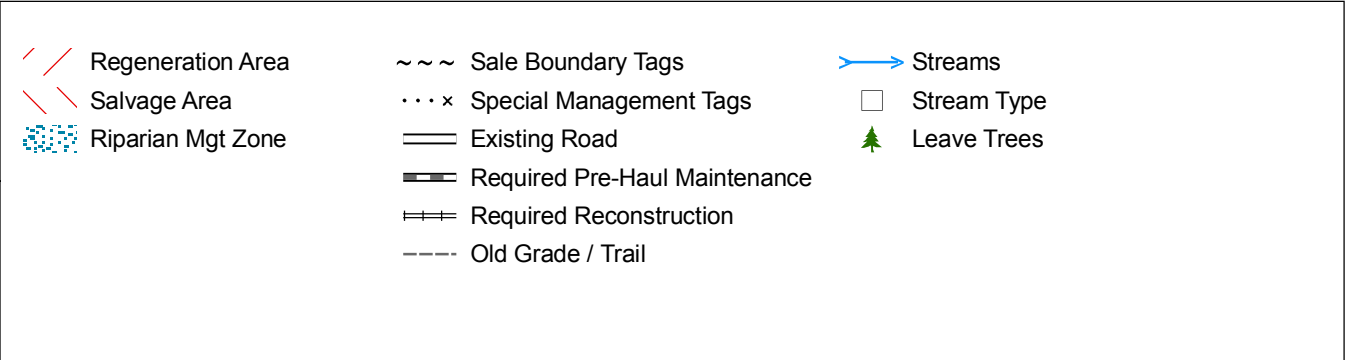 Regeneration Area
Salvage Area
Riparian Mgt Zone
Sale Boundary Tags
Special Management Tags
Existing Road
Required Pre-Haul Maintenance
Required Reconstruction
Old Grade / Trail
Streams
Stream Type
Leave Trees